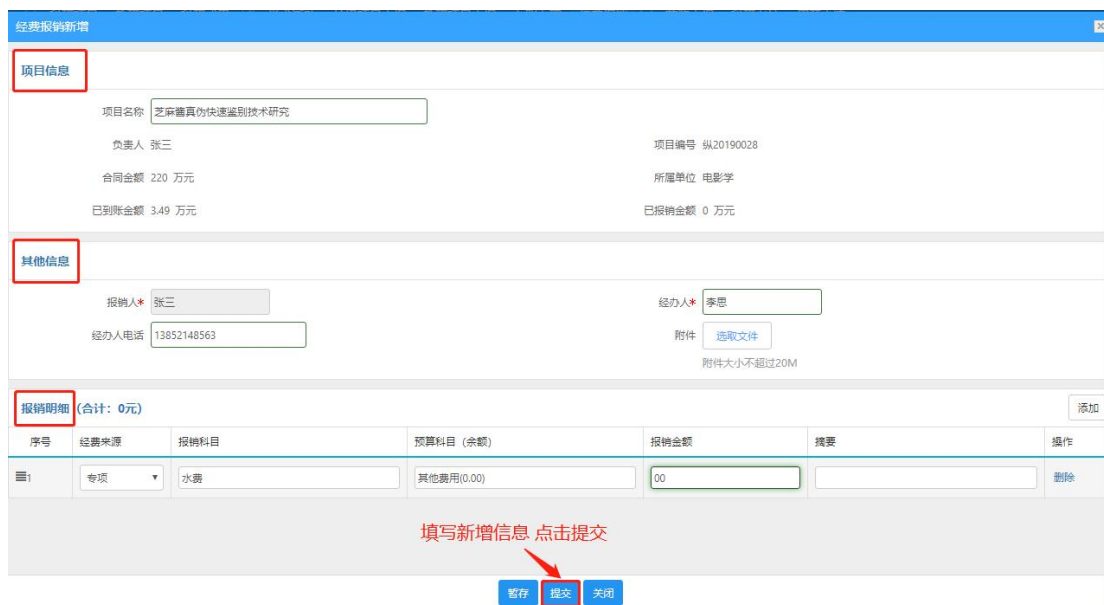 经费报销新增
项目信息
项目名称 芝麻酱真伪快速鉴别技术研究
负责人 张三 项目编号 纵20190028
合同金额 220 万元 所属单位 电影学
已到账金额 3.49 万元 已报销金额 0 万元
其他信息
报销人* 张三 经办人* 李思
经办人电话 13852148563 附件 选取文件
附件大小不超过20M
报销明细 (合计：0元) 添加
序号 经费来源 报销科目 预算科目（余额） 报销金额 摘要 操作
1 专项 水费 其他费用(0.00) 00 删除
填写新增信息 点击提交
暂存 提交 关闭